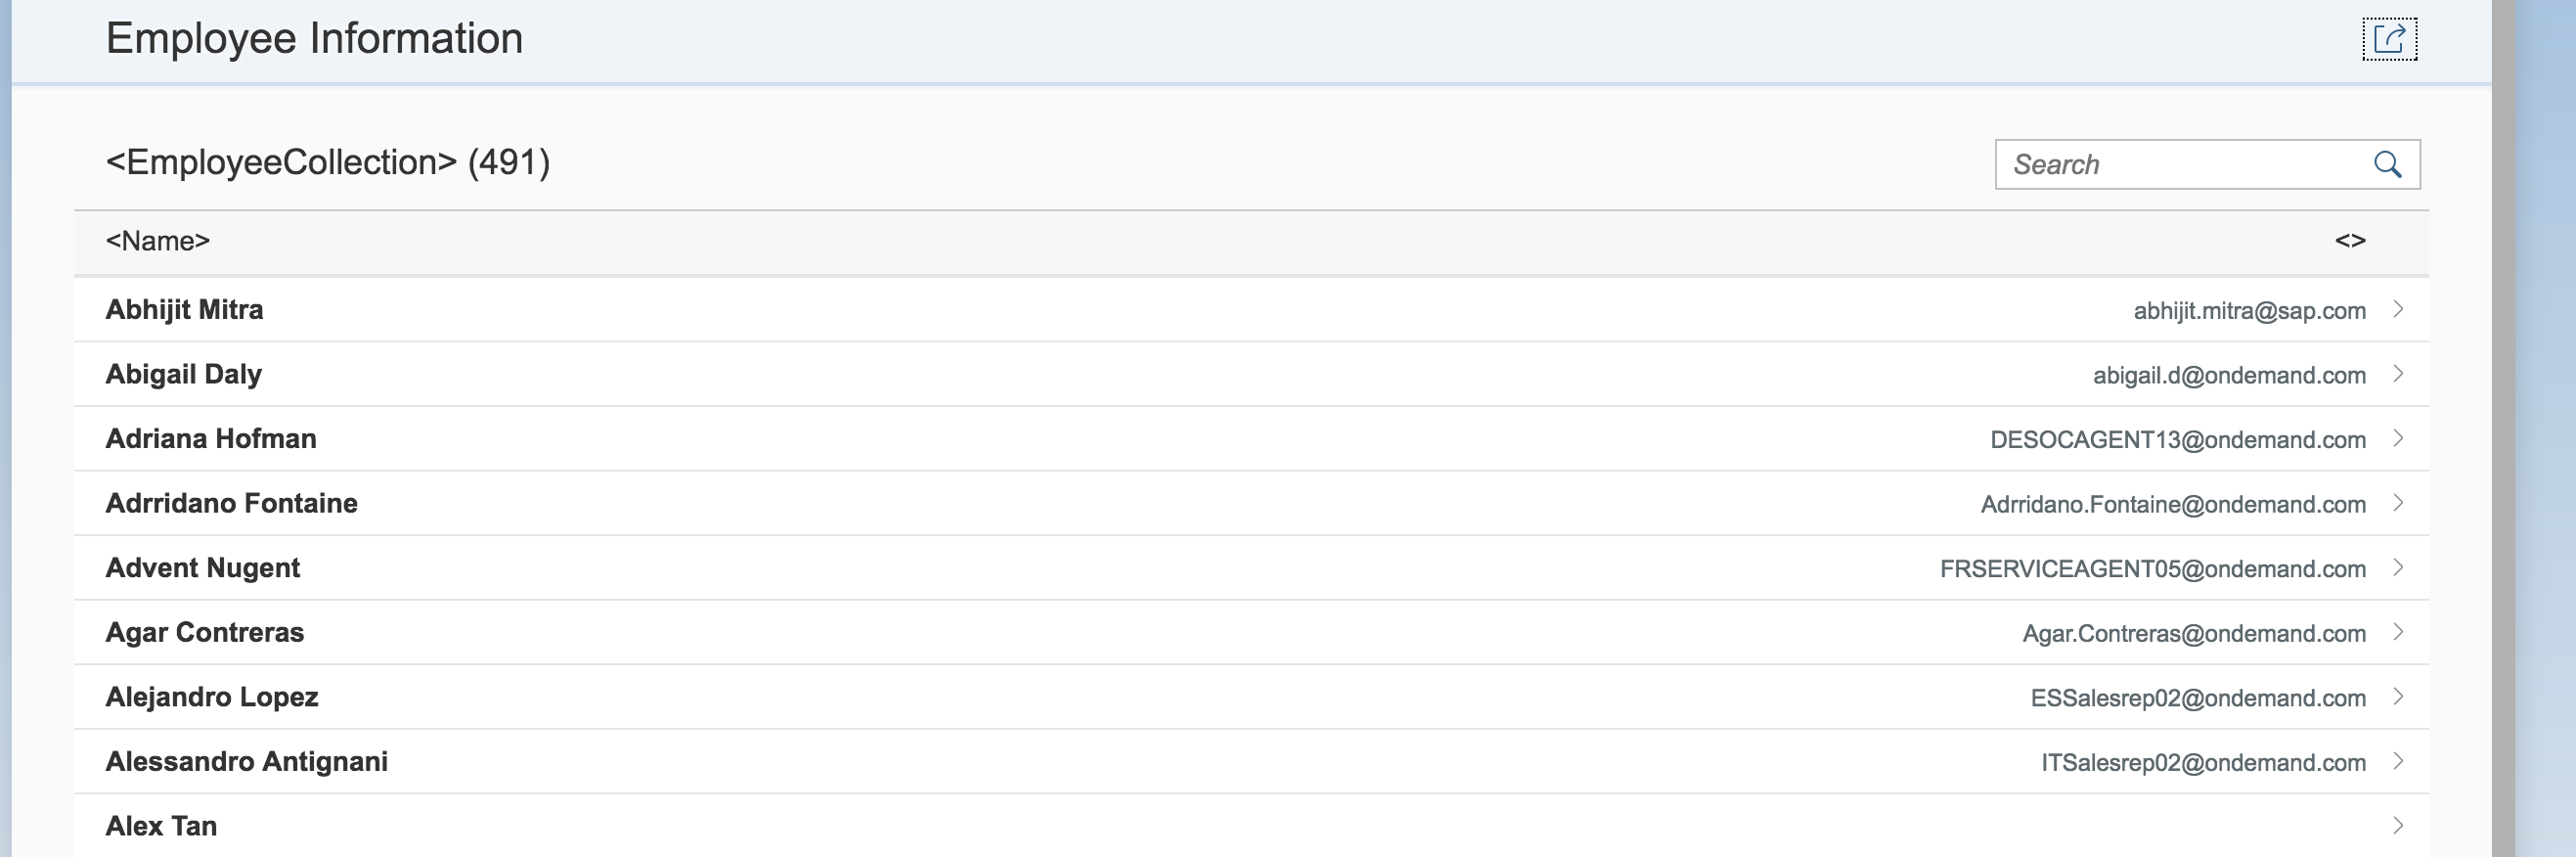 Employee Information
<EmployeeCollection> (491)
Search
<Name> <>
Abhijit Mitra abhijit.mitra@sap.com
Abigail Daly abigail.d@ondemand.com
Adriana Hofman DESOCAGENT13@ondemand.com
Adrridano Fontaine Adrridano.Fontaine@ondemand.com
Advent Nugent FRSERVICEAGENT05@ondemand.com
Agar Contreras Agar.Contreras@ondemand.com
Alejandro Lopez ESSalesrep02@ondemand.com
Alessandro Antignani ITSalesrep02@ondemand.com
Alex Tan